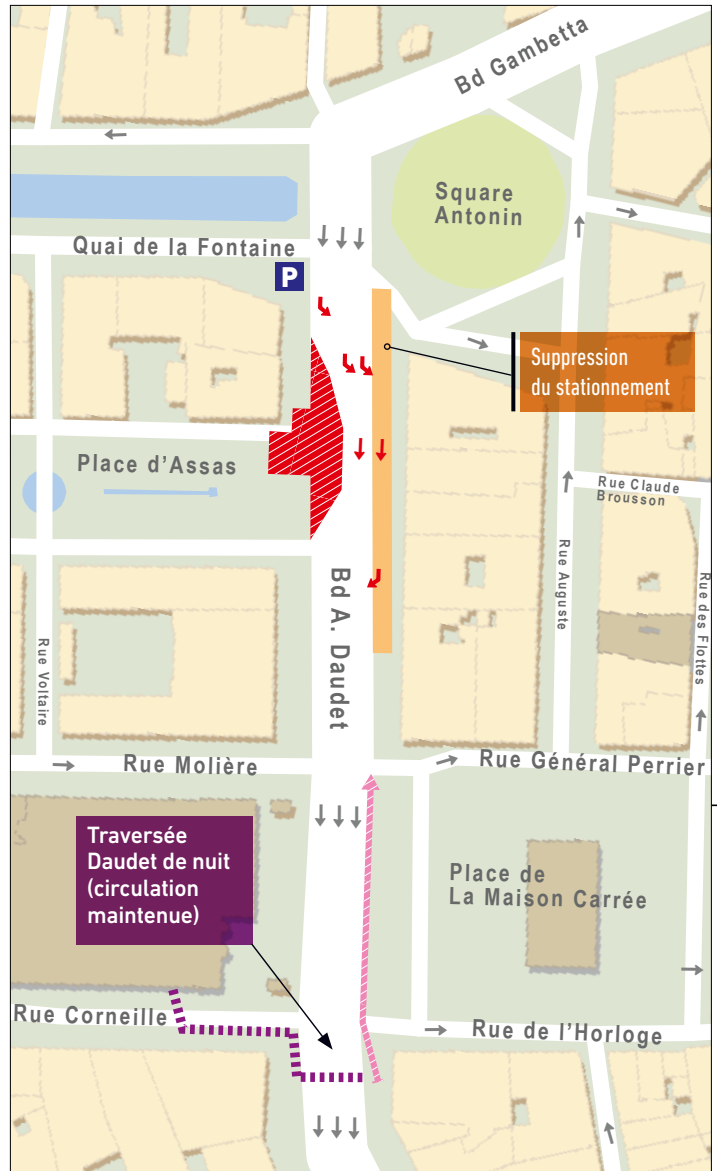 Bd Gambetta
Square
Antonin
Quai de la Fontaine
P
Suppression
du stationnement
Place d'Assas
Rue Claude
Brousson
Bd A. Daudet
Rue Auguste
Rue des Flottes
Rue Voltaire
Rue Molière
Rue Général Perrier
Traversée
Daudet de nuit
(circulation
maintenue)
Place de
La Maison Carrée
Rue Corneille
Rue de l'Horloge